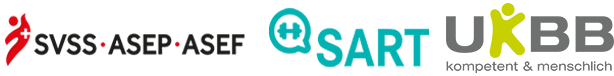 SVSS·ASEP·ASEF
SART
UKBB
kompetent & menschlich